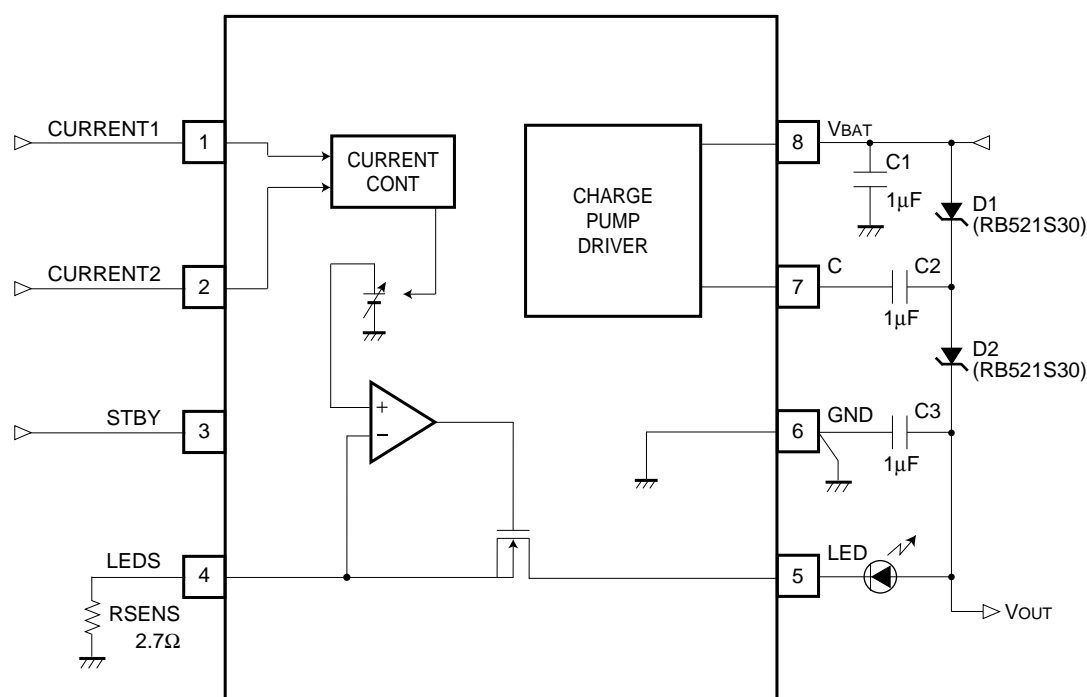 CURRENT1
1
CURRENT
CONT
CURRENT2
2
STBY
3
LEDS
4
RSENS
2.7Ω
+
−
CHARGE
PUMP
DRIVER
8
VBAT
C1
1μF
D1
(RB521S30)
7
C
C2
1μF
D2
(RB521S30)
6
GND
C3
1μF
5
LED
VOUT